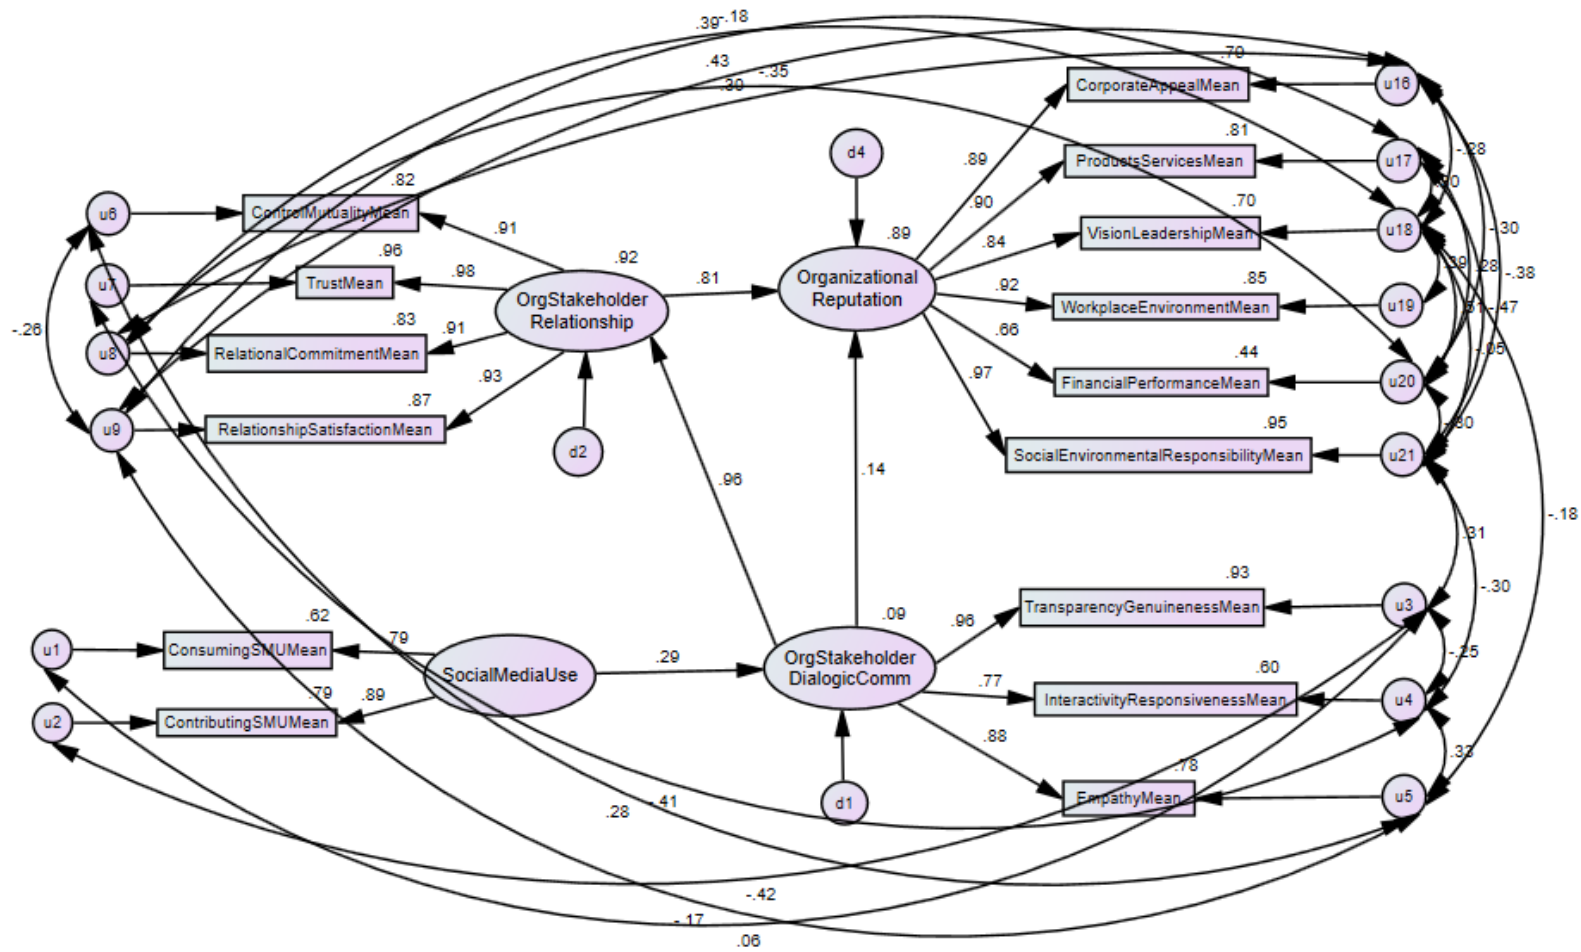 .39
-.18
.43
-.35
.30
.70
u16
CorporateAppealMean
.81
-.28
d4
.89
ProductsServicesMean
u17
.82
u6
ControlMutualityMean
.90
.70
VisionLeadershipMean
u18
.91
.84
.89
-.30
.96
.92
u7
TrustMean
.98
OrgStakeholder
Relationship
.81
Organizational
Reputation
.92
.85
.39
.28
-.38
WorkplaceEnvironmentMean
u19
-.47
-.26
.83
.91
u8
RelationalCommitmentMean
.66
.44
-.05
.93
.97
FinancialPerformanceMean
u20
.87
u9
RelationshipSatisfactionMean
d2
.95
SocialEnvironmentalResponsibilityMean
u21
.96
.14
-.18
.31
.93
-.30
TransparencyGenuinenessMean
u3
.62
.09
.96
u1
ConsumingSMUMean
.79
.29
OrgStakeholder
DialogicComm
-.25
SocialMediaUse
.60
.77
.79
.89
u2
ContributingSMUMean
InteractivityResponsivenessMean
u4
.88
.33
.78
d1
EmpathyMean
u5
.28
-.41
-.42
-.17
.06